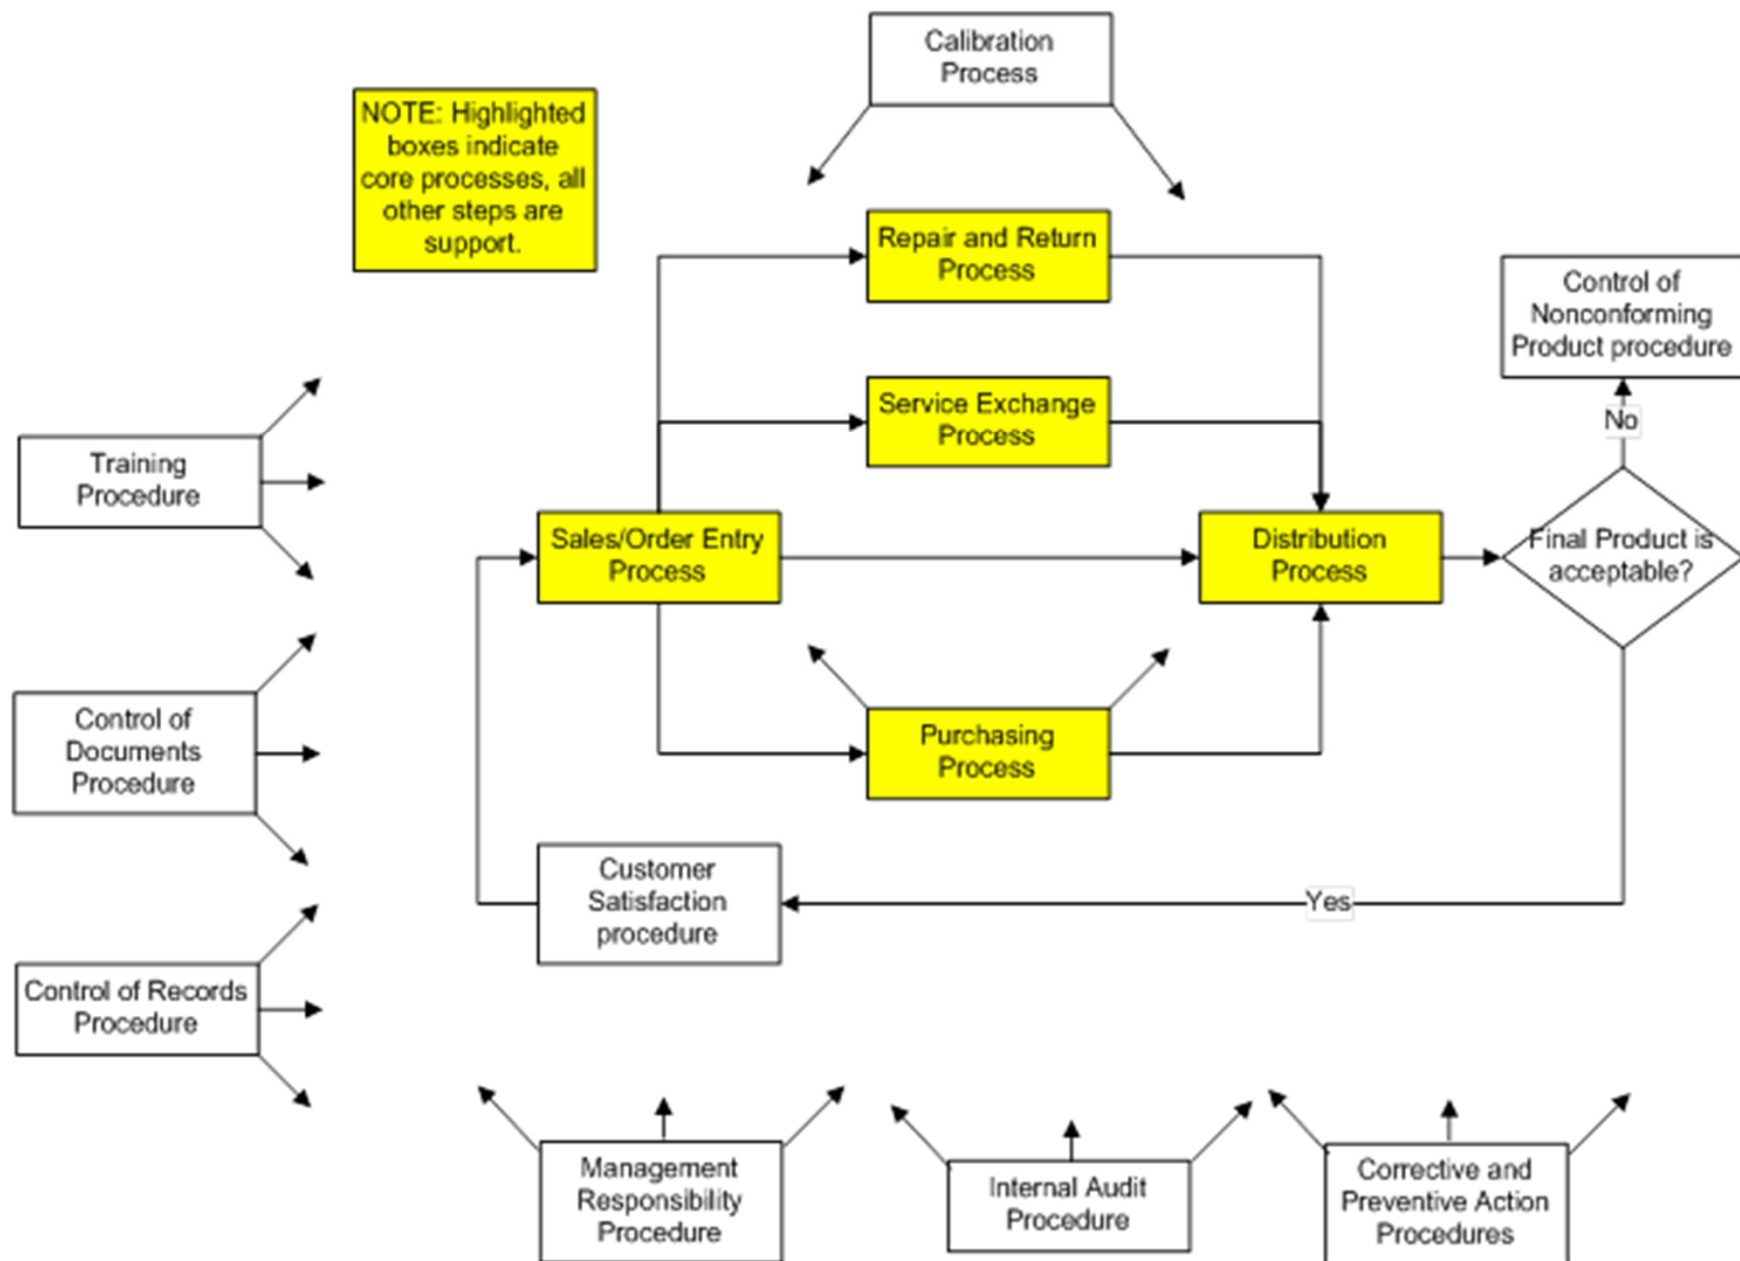 Calibration
Process
NOTE: Highlighted
boxes indicate
core processes, all
other steps are
support.
Repair and Return
Process
Control of
Nonconforming
Product procedure
Service Exchange
Process
No
Training
Procedure
Sales/Order Entry
Process
Distribution
Process
Final Product is
acceptable?
Control of
Documents
Procedure
Purchasing
Process
Customer
Satisfaction
procedure
Yes
Control of Records
Procedure
Management
Responsibility
Procedure
Internal Audit
Procedure
Corrective and
Preventive Action
Procedures